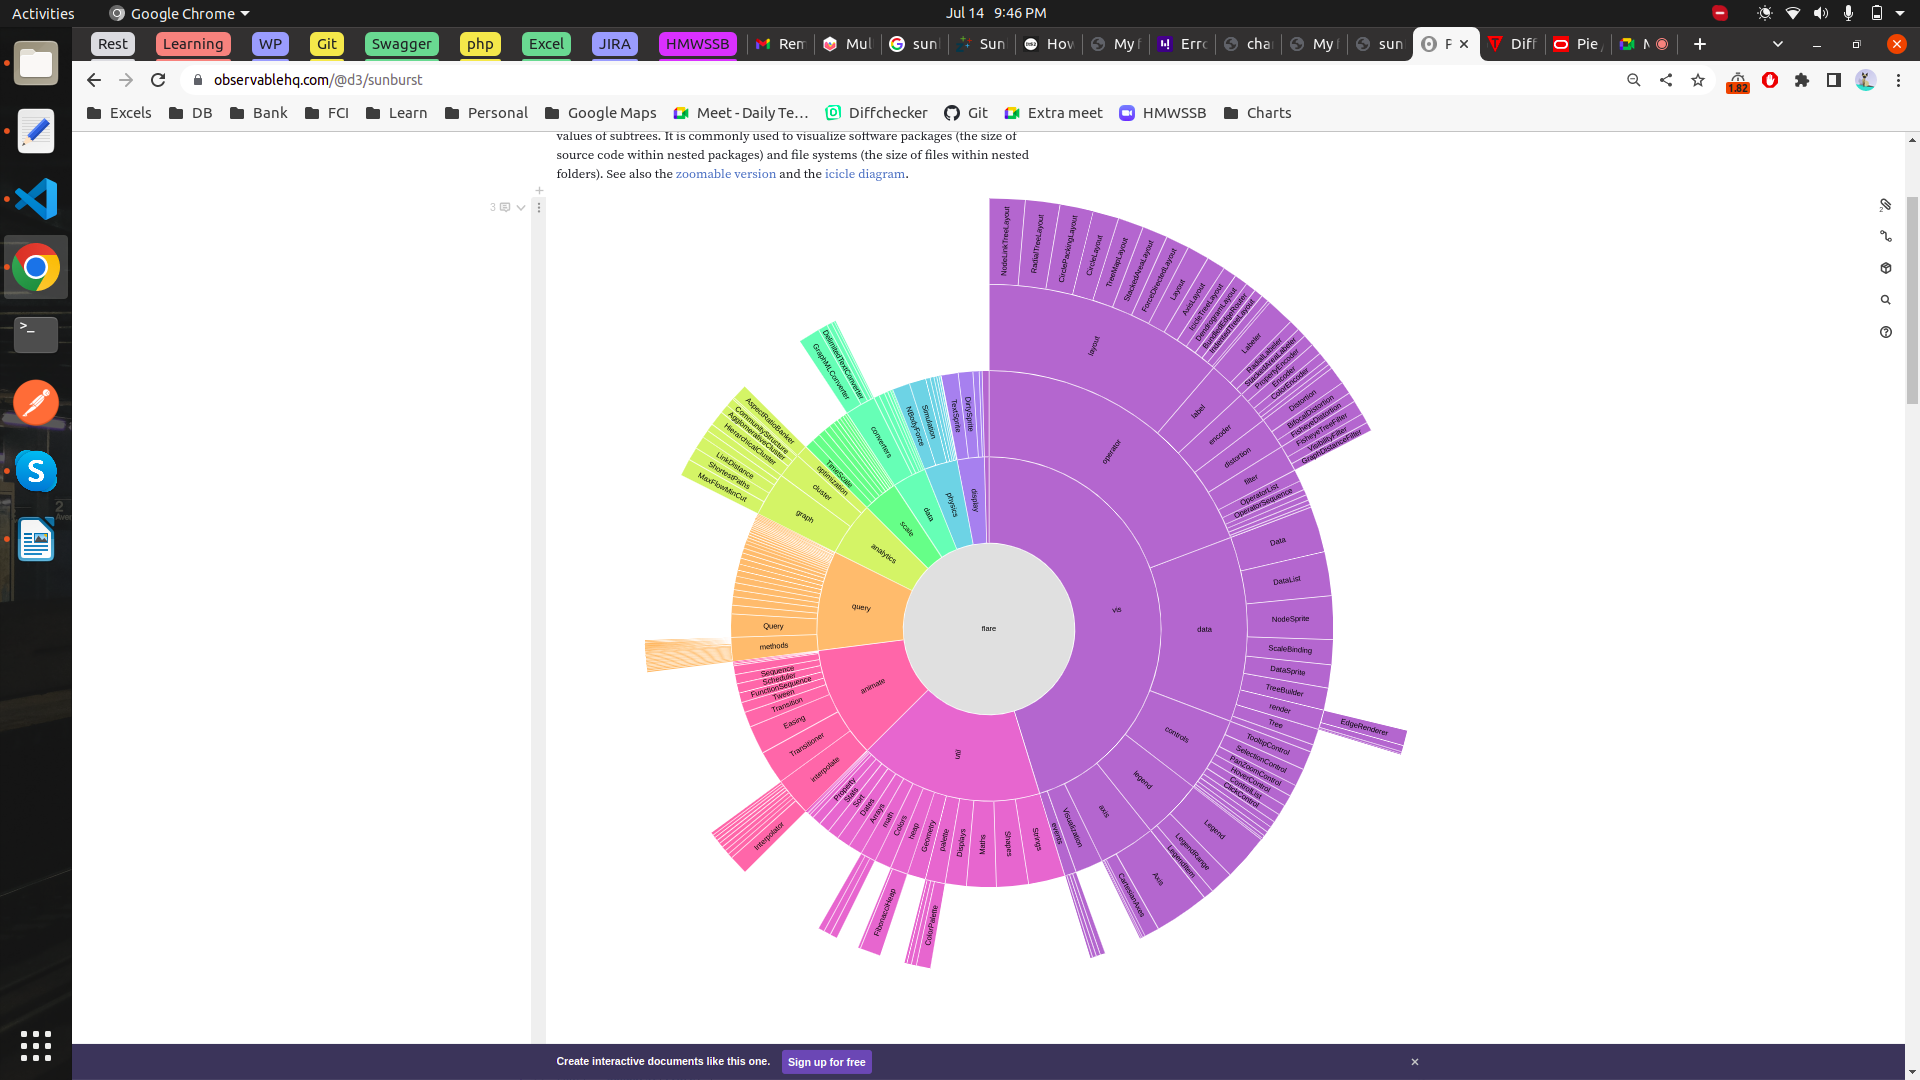 Activities
Google Chrome
Jul 14 9:46 PM
Rest
Learning
WP
Git
Swagger
php
Excel
JIRA
HMWSSB
Rem
Mul
sun
Sun
How
My f
Erro
cha
My f
sun
Diff
Pie
observablehq.com/@d3/sunburst
1.82
Excels
DB
Bank
FCI
Learn
Personal
Google Maps
Meet - Daily Te…
Diffchecker
Git
Extra meet
HMWSSB
Charts
values of subtrees. It is commonly used to visualize software packages (the size of
source code within nested packages) and file systems (the size of files within nested
folders). See also the zoomable version and the icicle diagram.
3
flare
vis
operator
layout
NodeLinkTreeLayout
RadialTreeLayout
CirclePackingLayout
CircleLayout
TreeMapLayout
StackedAreaLayout
ForceDirectedLayout
Layout
AxisLayout
IcicleTreeLayout
DendrogramLayout
BundledEdgeRouter
IndentedTreeLayout
label
Labeler
RadialLabeler
StackedAreaLabeler
encoder
PropertyEncoder
Encoder
ColorEncoder
distortion
Distortion
BifocalDistortion
FisheyeDistortion
filter
FisheyeTreeFilter
VisibilityFilter
GraphDistanceFilter
OperatorList
OperatorSequence
data
Data
DataList
NodeSprite
ScaleBinding
DataSprite
TreeBuilder
render
EdgeRenderer
Tree
controls
TooltipControl
SelectionControl
PanZoomControl
HoverControl
ControlList
ClickControl
legend
Legend
LegendRange
LegendItem
axis
Axis
CartesianAxes
Visualization
events
util
Strings
Shapes
Maths
Displays
palette
ColorPalette
Geometry
heap
FibonacciHeap
Colors
math
Arrays
Dates
Sort
Stats
Property
animate
interpolate
Interpolator
Transitioner
Easing
Transition
Tween
FunctionSequence
Scheduler
Sequence
query
methods
Query
analytics
graph
MaxFlowMinCut
ShortestPaths
LinkDistance
cluster
HierarchicalCluster
AgglomerativeCluster
CommunityStructure
optimization
AspectRatioBanker
scale
TimeScale
data
converters
GraphMLConverter
DelimitedTextConverter
physics
NBodyForce
Simulation
display
TextSprite
DirtySprite
Create interactive documents like this one.
Sign up for free